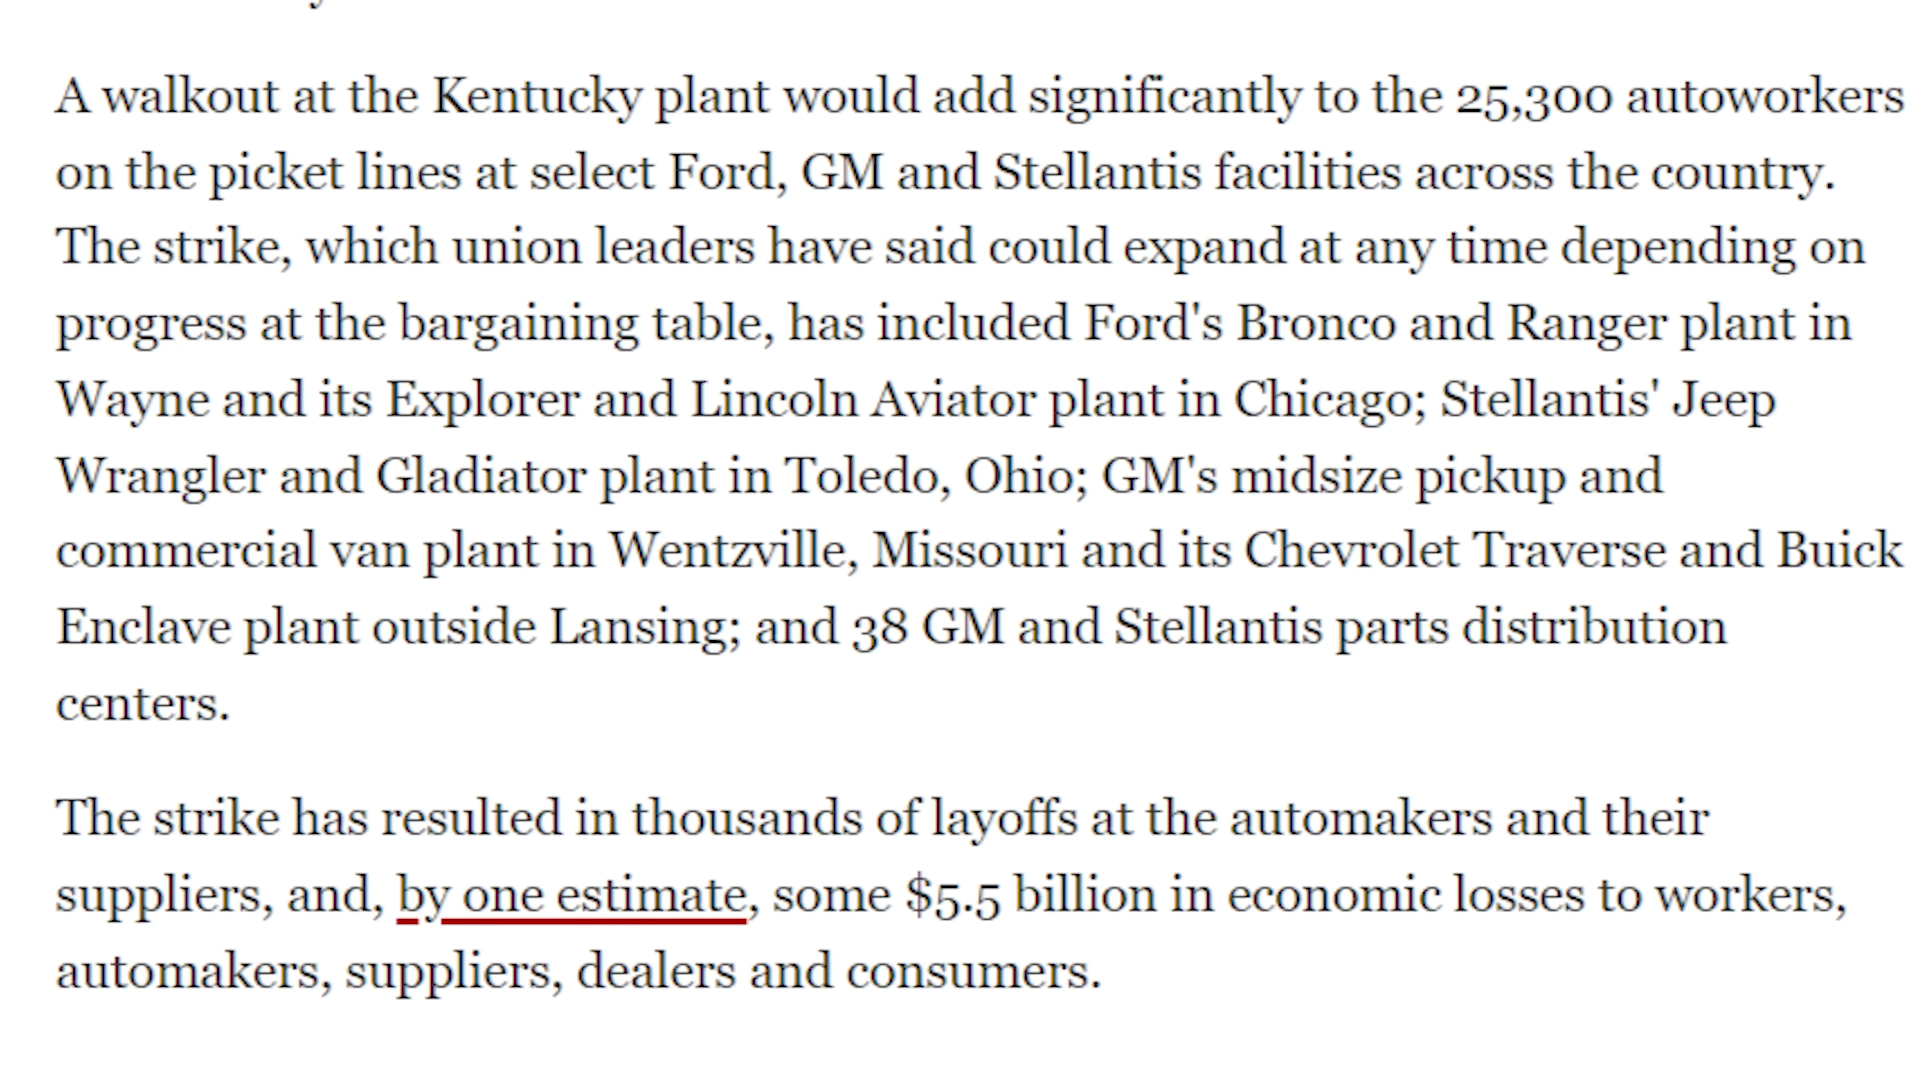 A walkout at the Kentucky plant would add significantly to the 25,300 autoworkers
on the picket lines at select Ford, GM and Stellantis facilities across the country.
The strike, which union leaders have said could expand at any time depending on
progress at the bargaining table, has included Ford's Bronco and Ranger plant in
Wayne and its Explorer and Lincoln Aviator plant in Chicago; Stellantis' Jeep
Wrangler and Gladiator plant in Toledo, Ohio; GM's midsize pickup and
commercial van plant in Wentzville, Missouri and its Chevrolet Traverse and Buick
Enclave plant outside Lansing; and 38 GM and Stellantis parts distribution
centers.
The strike has resulted in thousands of layoffs at the automakers and their
suppliers, and, by one estimate, some $5.5 billion in economic losses to workers,
automakers, suppliers, dealers and consumers.